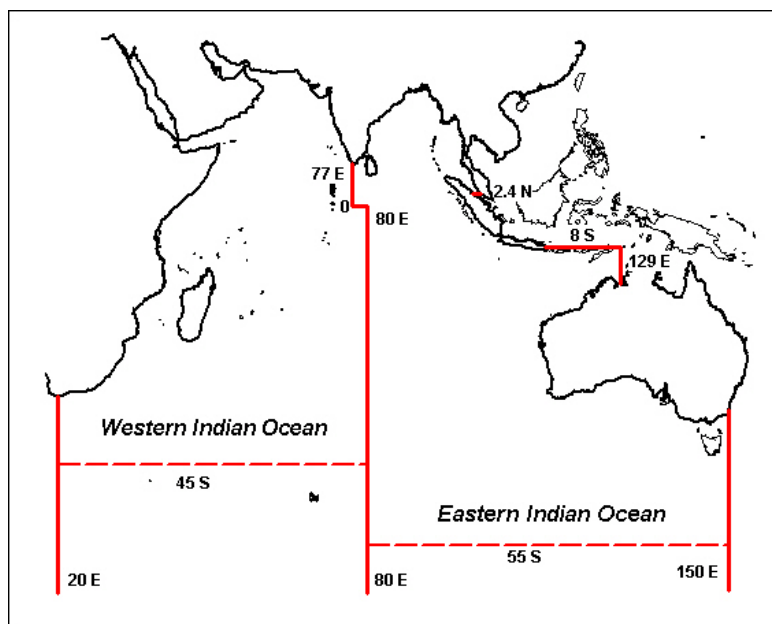 77 E
2.4 N
0
80 E
8 S
129 E
Western Indian Ocean
45 S
Eastern Indian Ocean
55 S
20 E
80 E
150 E